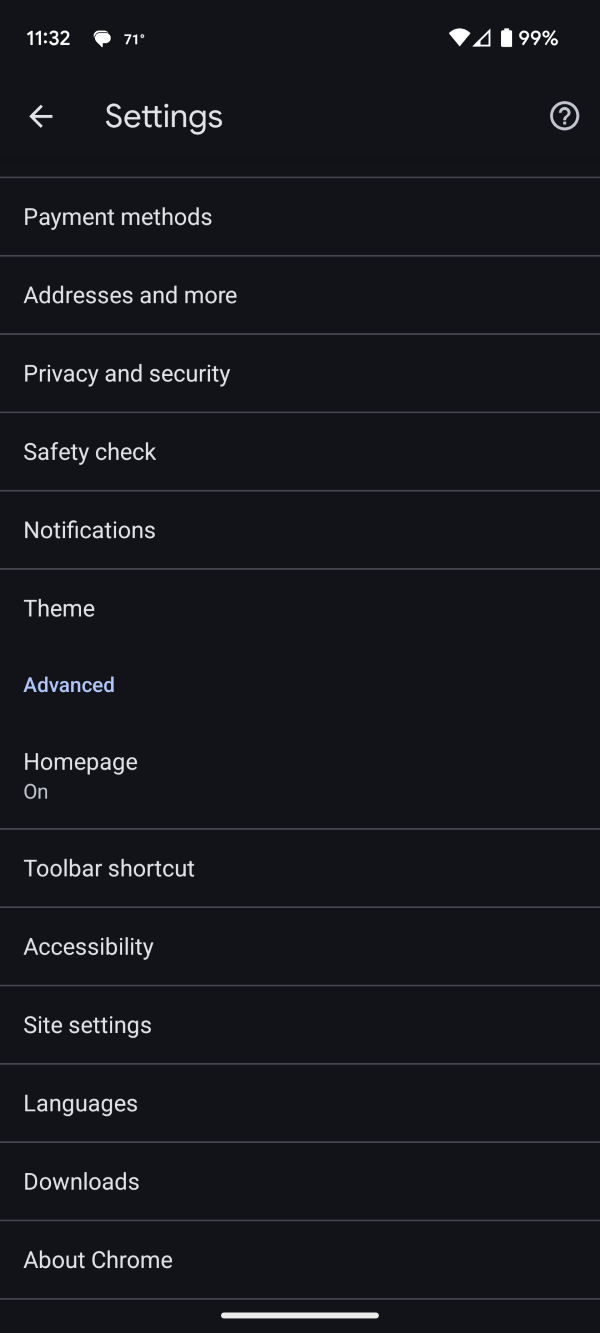 11:32 71° 99%
Settings
Payment methods
Addresses and more
Privacy and security
Safety check
Notifications
Theme
Advanced
Homepage
On
Toolbar shortcut
Accessibility
Site settings
Languages
Downloads
About Chrome